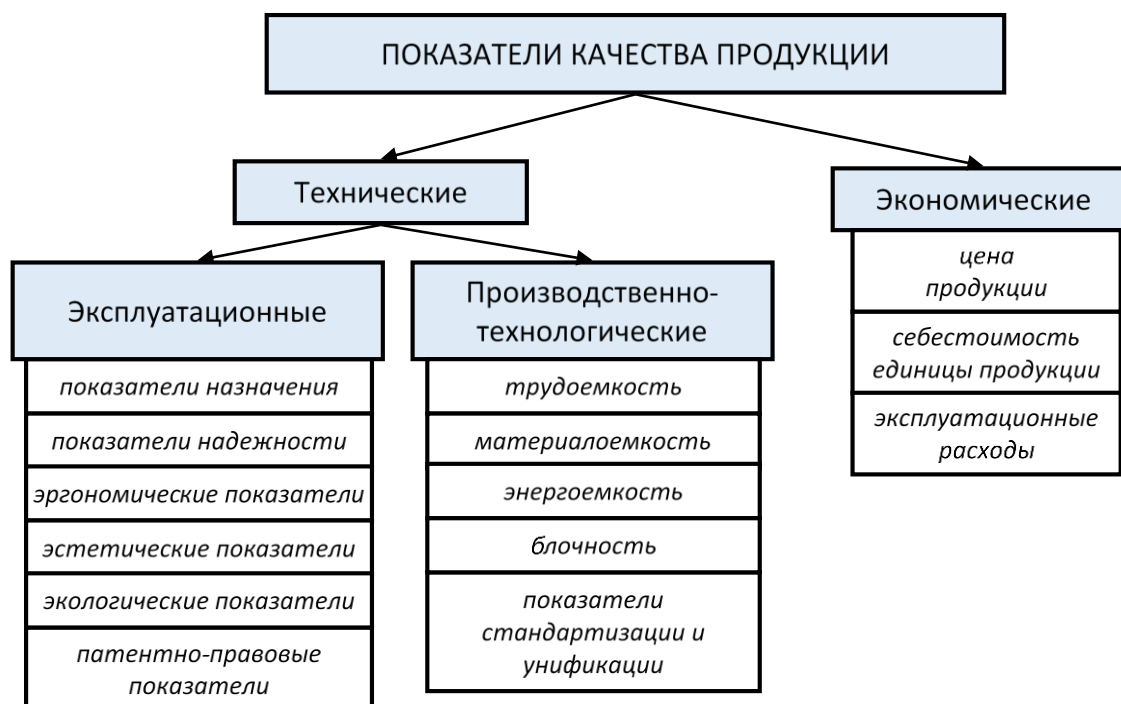 ПОКАЗАТЕЛИ КАЧЕСТВА ПРОДУКЦИИ
Технические
Экономические
цена
продукции
себестоимость
единицы продукции
эксплуатационные
расходы
Эксплуатационные
показатели назначения
показатели надежности
эргономические показатели
эстетические показатели
экологические показатели
патентно-правовые
показатели
Производственно-
технологические
трудоемкость
материалоемкость
энергоемкость
блочность
показатели
стандартизации и
унификации